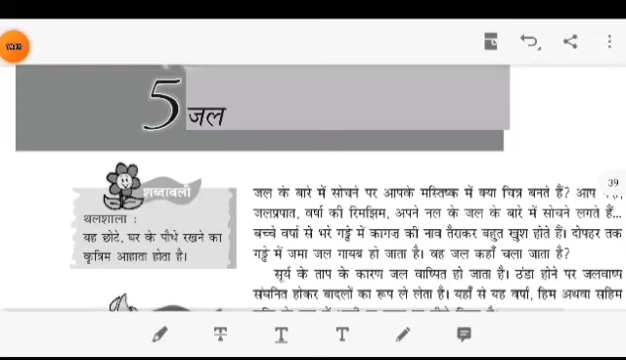 39
5 जल
शब्दाबली
थलशाला :
यह छोटे, घर के पौधे रखने का
कृत्रिम आहाता होता है।
जल के बारे में सोचने पर आपके मस्तिष्क में क्या चित्र बनते हैं? आप
जलप्रपात, वर्षा की रिमझिम, अपने नल के जल के बारे में सोचने लगते हैं...
बच्चे वर्षा से भरे गड्ढे में कागज़ की नाव तैराकर बहुत खुश होते हैं। दोपहर तक
गड्ढे में जमा जल गायब हो जाता है। वह जल कहाँ चला जाता है?
सूर्य के ताप के कारण जल वाष्पित हो जाता है। ठंडा होने पर जलवाष्प
संघनित होकर बादलों का रूप ले लेता है। यहाँ से यह वर्षा, हिम अथवा सहिम